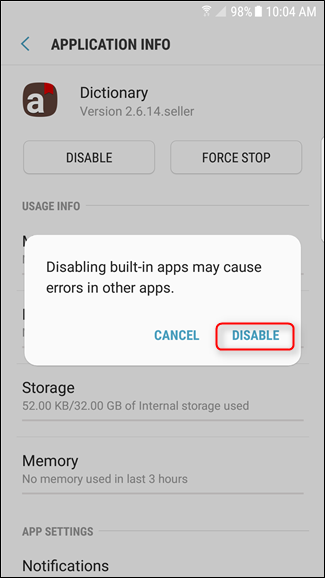 98% 10:04 AM
APPLICATION INFO
a
Dictionary
Version 2.6.14.seller
DISABLE FORCE STOP
USAGE INFO
Disabling built-in apps may cause
errors in other apps.
CANCEL DISABLE
Storage
52.00 KB/32.00 GB of Internal storage used
Memory
No memory used in last 3 hours
APP SETTINGS
Notifications